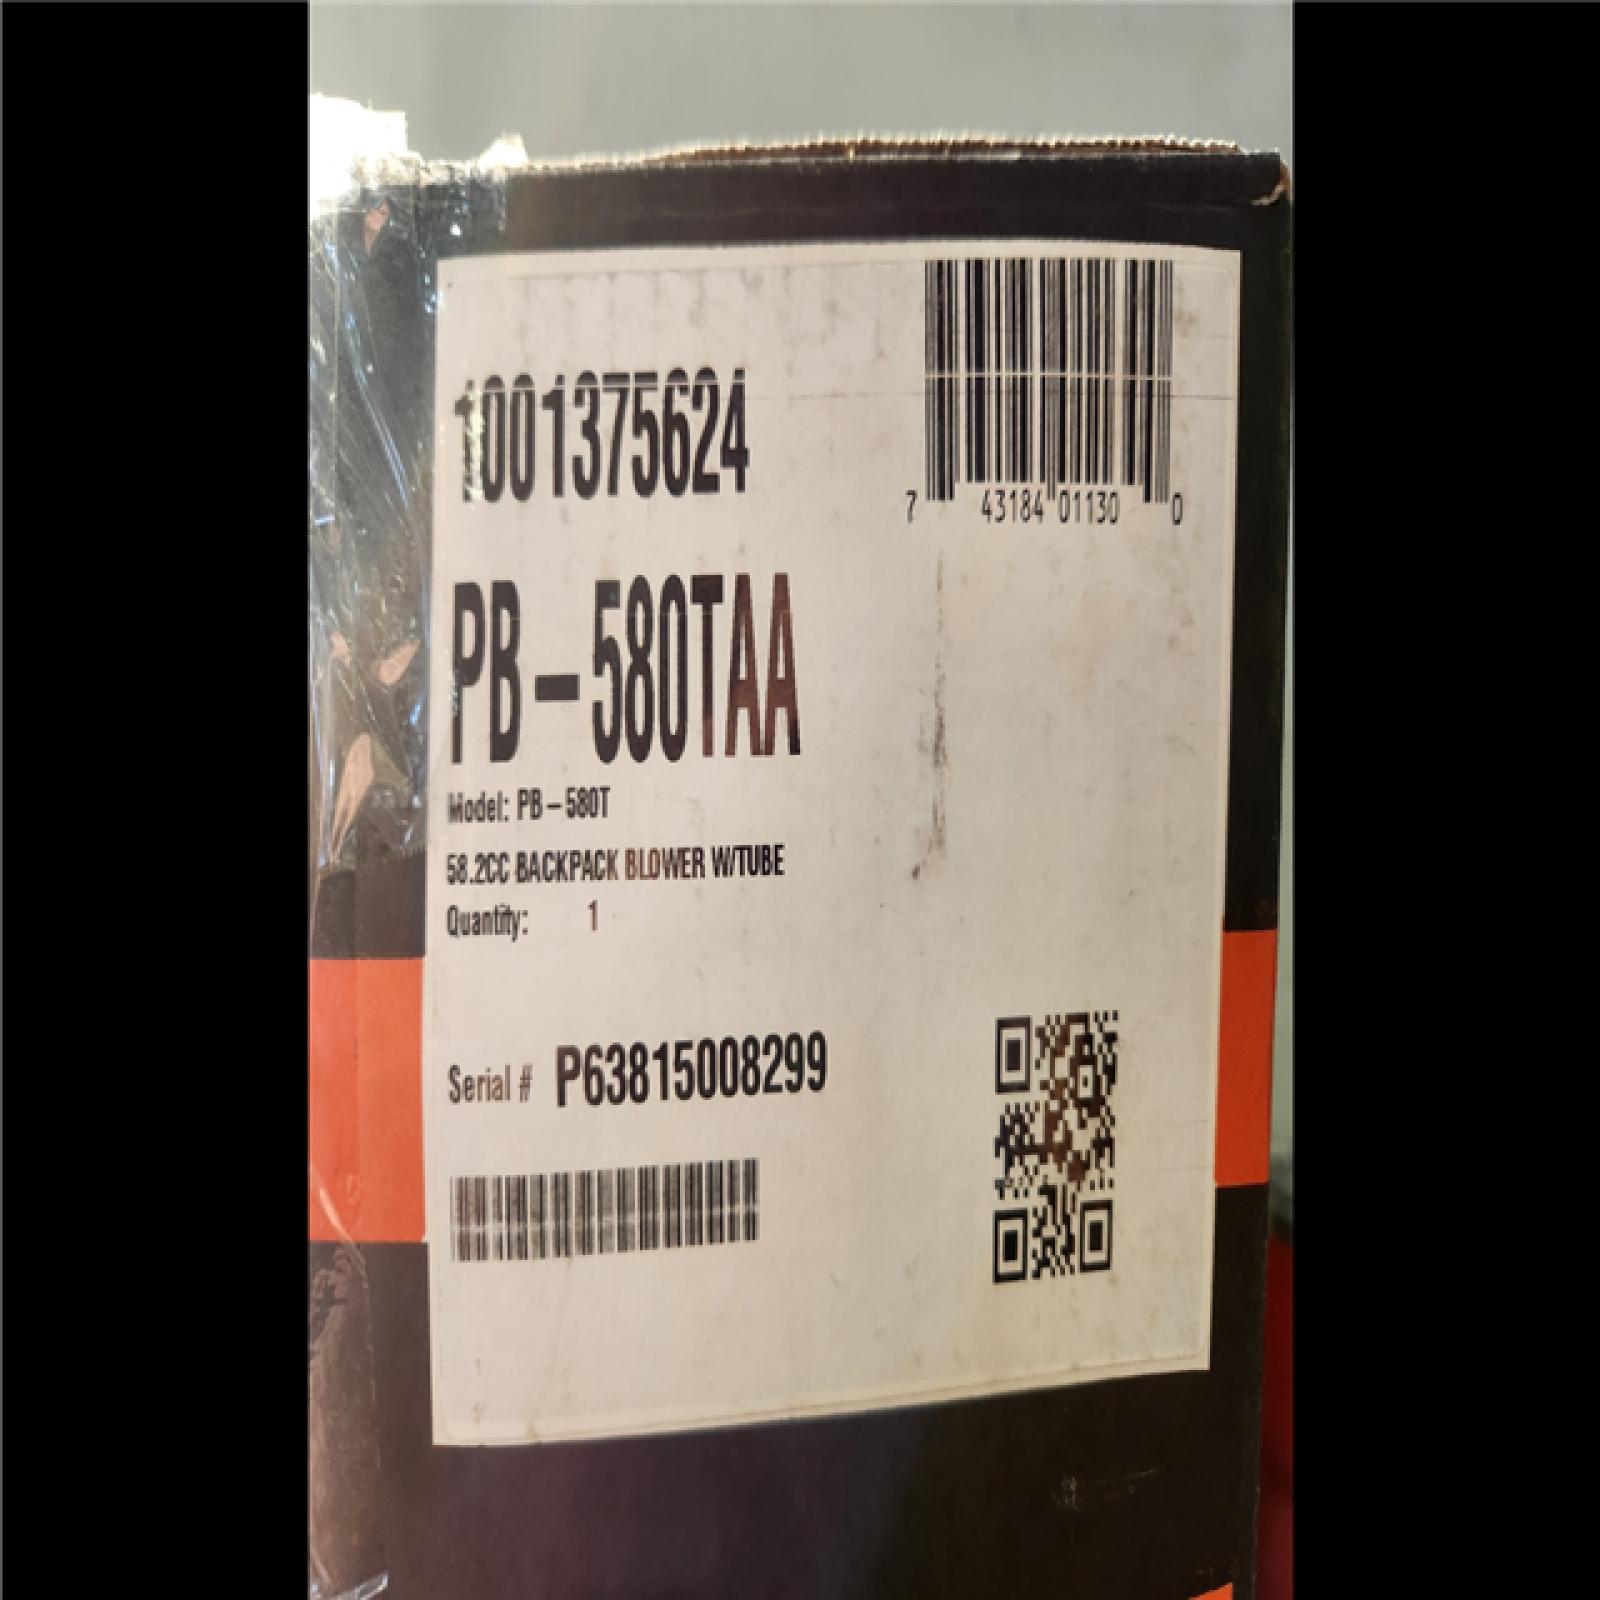 1001375624
7 43184 01130 0
PB-580TAA
Model: PB-580T
58.2CC BACKPACK BLOWER W/TUBE
Quantity: 1
Serial # P63815008299